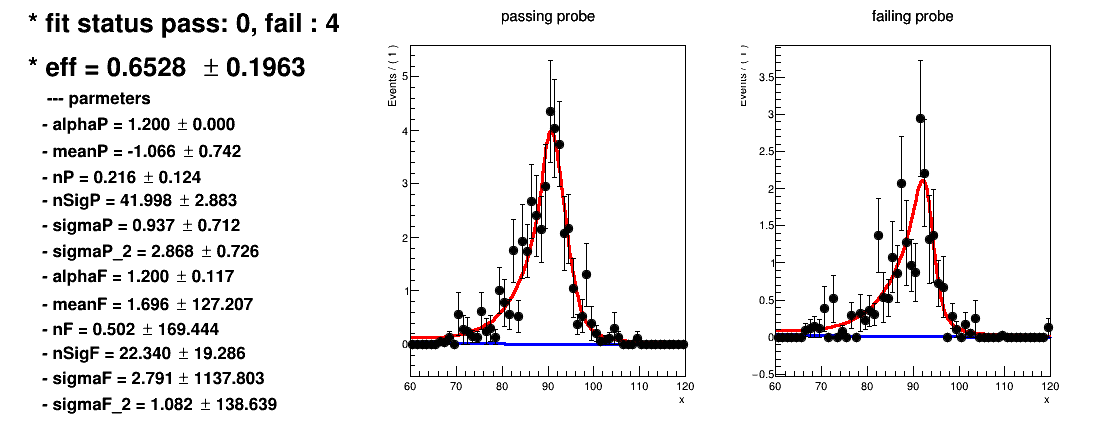 * fit status pass: 0, fail : 4
* eff = 0.6528 ± 0.1963
--- parmeters
- alphaP = 1.200 ± 0.000
- meanP = -1.066 ± 0.742
- nP = 0.216 ± 0.124
- nSigP = 41.998 ± 2.883
- sigmaP = 0.937 ± 0.712
- sigmaP_2 = 2.868 ± 0.726
- alphaF = 1.200 ± 0.117
- meanF = 1.696 ± 127.207
- nF = 0.502 ± 169.444
- nSigF = 22.340 ± 19.286
- sigmaF = 2.791 ± 1137.803
- sigmaF_2 = 1.082 ± 138.639
passing probe
Events / ( 1 )
5
4
3
2
1
0
60 70 80 90 100 110 120
x
failing probe
Events / ( 1 )
3.5
3
2.5
2
1.5
1
0.5
0
−0.5
60 70 80 90 100 110 120
x